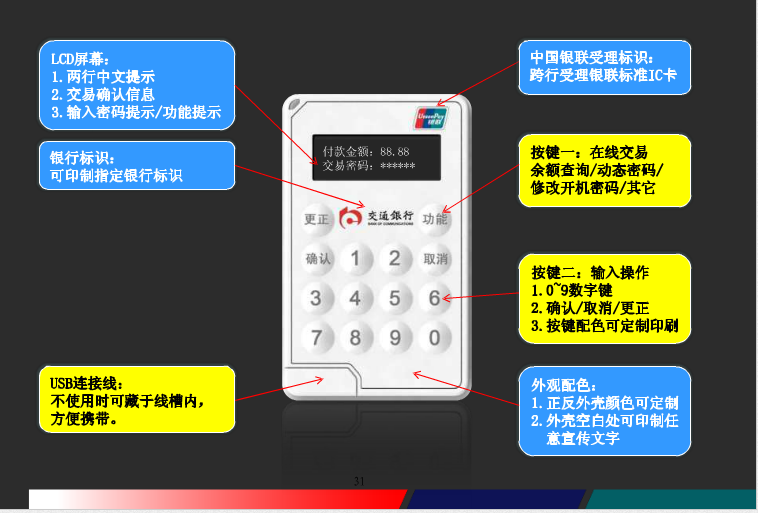 LCD屏幕：
1.两行中文提示
2.交易确认信息
3.输入密码提示/功能提示
中国银联受理标识：
跨行受理银联标准IC卡
银行标识：
可印制指定银行标识
UnionPay
银联
付款金额：88.88
交易密码：******
按键一：在线交易
余额查询/动态密码/
修改开机密码/其它
更正
交通銀行
BANK OF COMMUNICATIONS
功能
确认 1 2 取消
3 4 5 6
7 8 9 0
按键二：输入操作
1.0~9数字键
2.确认/取消/更正
3.按键配色可定制印刷
USB连接线：
不使用时可藏于线槽内，
方便携带。
外观配色：
1.正反外壳颜色可定制
2.外壳空白处可印制任
意宣传文字
31